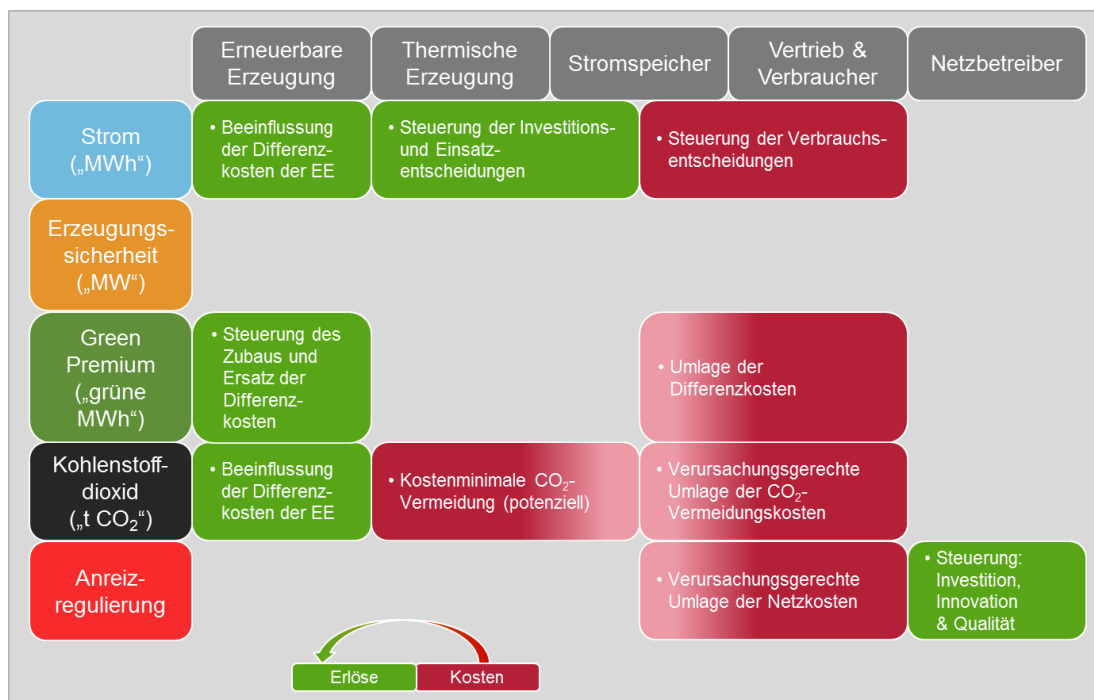 Erneuerbare
Erzeugung
Thermische
Erzeugung
Stromspeicher
Vertrieb &
Verbraucher
Netzbetreiber
Strom
(„MWh“)
• Beeinflussung
der Differenz-
kosten der EE
• Steuerung der Investitions-
und Einsatz-
entscheidungen
• Steuerung der Verbrauchs-
entscheidungen
Erzeugungs-
sicherheit
(„MW“)
Green
Premium
(„grüne
MWh“)
• Steuerung des
Zubaus und
Ersatz der
Differenz-
kosten
• Umlage der
Differenzkosten
Kohlenstoff-
dioxid
(„t CO₂“)
• Beeinflussung
der Differenz-
kosten der EE
• Kostenminimale CO₂-
Vermeidung (potenziell)
• Verursachungsgerechte
Umlage der CO₂-
Vermeidungskosten
Anreiz-
regulierung
• Verursachungsgerechte
Umlage der Netzkosten
• Steuerung:
Investition,
Innovation
& Qualität
Erlöse
Kosten